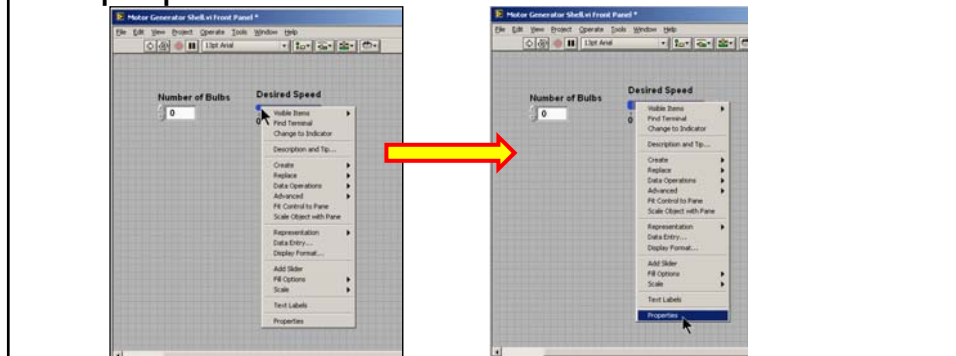 Motor Generator Shell.vi Front Panel *
File Edit View Project Operate Tools Window Help
13pt Arial
Number of Bulbs
0
Desired Speed
0
Visible Items
Find Terminal
Change to Indicator
Description and Tip...
Create
Replace
Data Operations
Advanced
Fit Control to Pane
Scale Object with Pane
Representation
Data Entry...
Display Format...
Add Slider
Fill Options
Scale
Text Labels
Properties
Motor Generator Shell.vi Front Panel *
File Edit View Project Operate Tools Window Help
13pt Arial
Number of Bulbs
0
Desired Speed
0
Visible Items
Find Terminal
Change to Indicator
Description and Tip...
Create
Replace
Data Operations
Advanced
Fit Control to Pane
Scale Object with Pane
Representation
Data Entry...
Display Format...
Add Slider
Fill Options
Scale
Text Labels
Properties